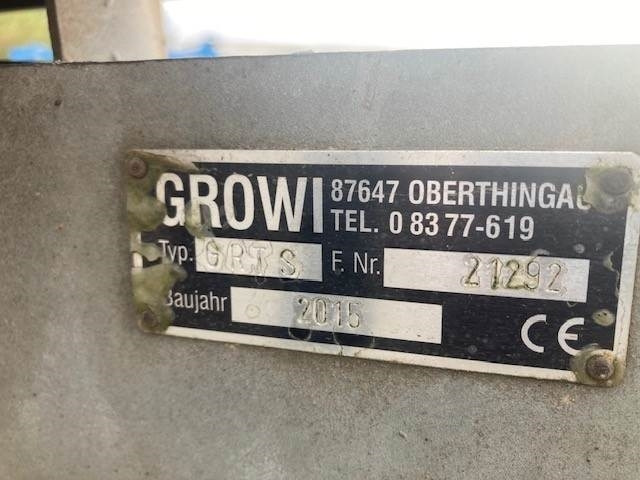 GROWI
87647 OBERTHINGAU
TEL. 0 83 77-619
Typ. GRTS F. Nr. 21292
Baujahr 2015
CE